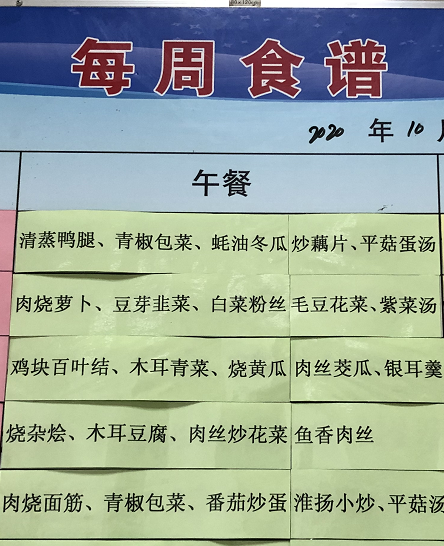 每周食谱
2020 年 10 月
午餐
清蒸鸭腿、青椒包菜、蚝油冬瓜 炒藕片、平菇蛋汤
肉烧萝卜、豆芽韭菜、白菜粉丝 毛豆花菜、紫菜汤
鸡块百叶结、木耳青菜、烧黄瓜 肉丝茭瓜、银耳羹
烧杂烩、木耳豆腐、肉丝炒花菜 鱼香肉丝
肉烧面筋、青椒包菜、番茄炒蛋 淮扬小炒、平菇汤